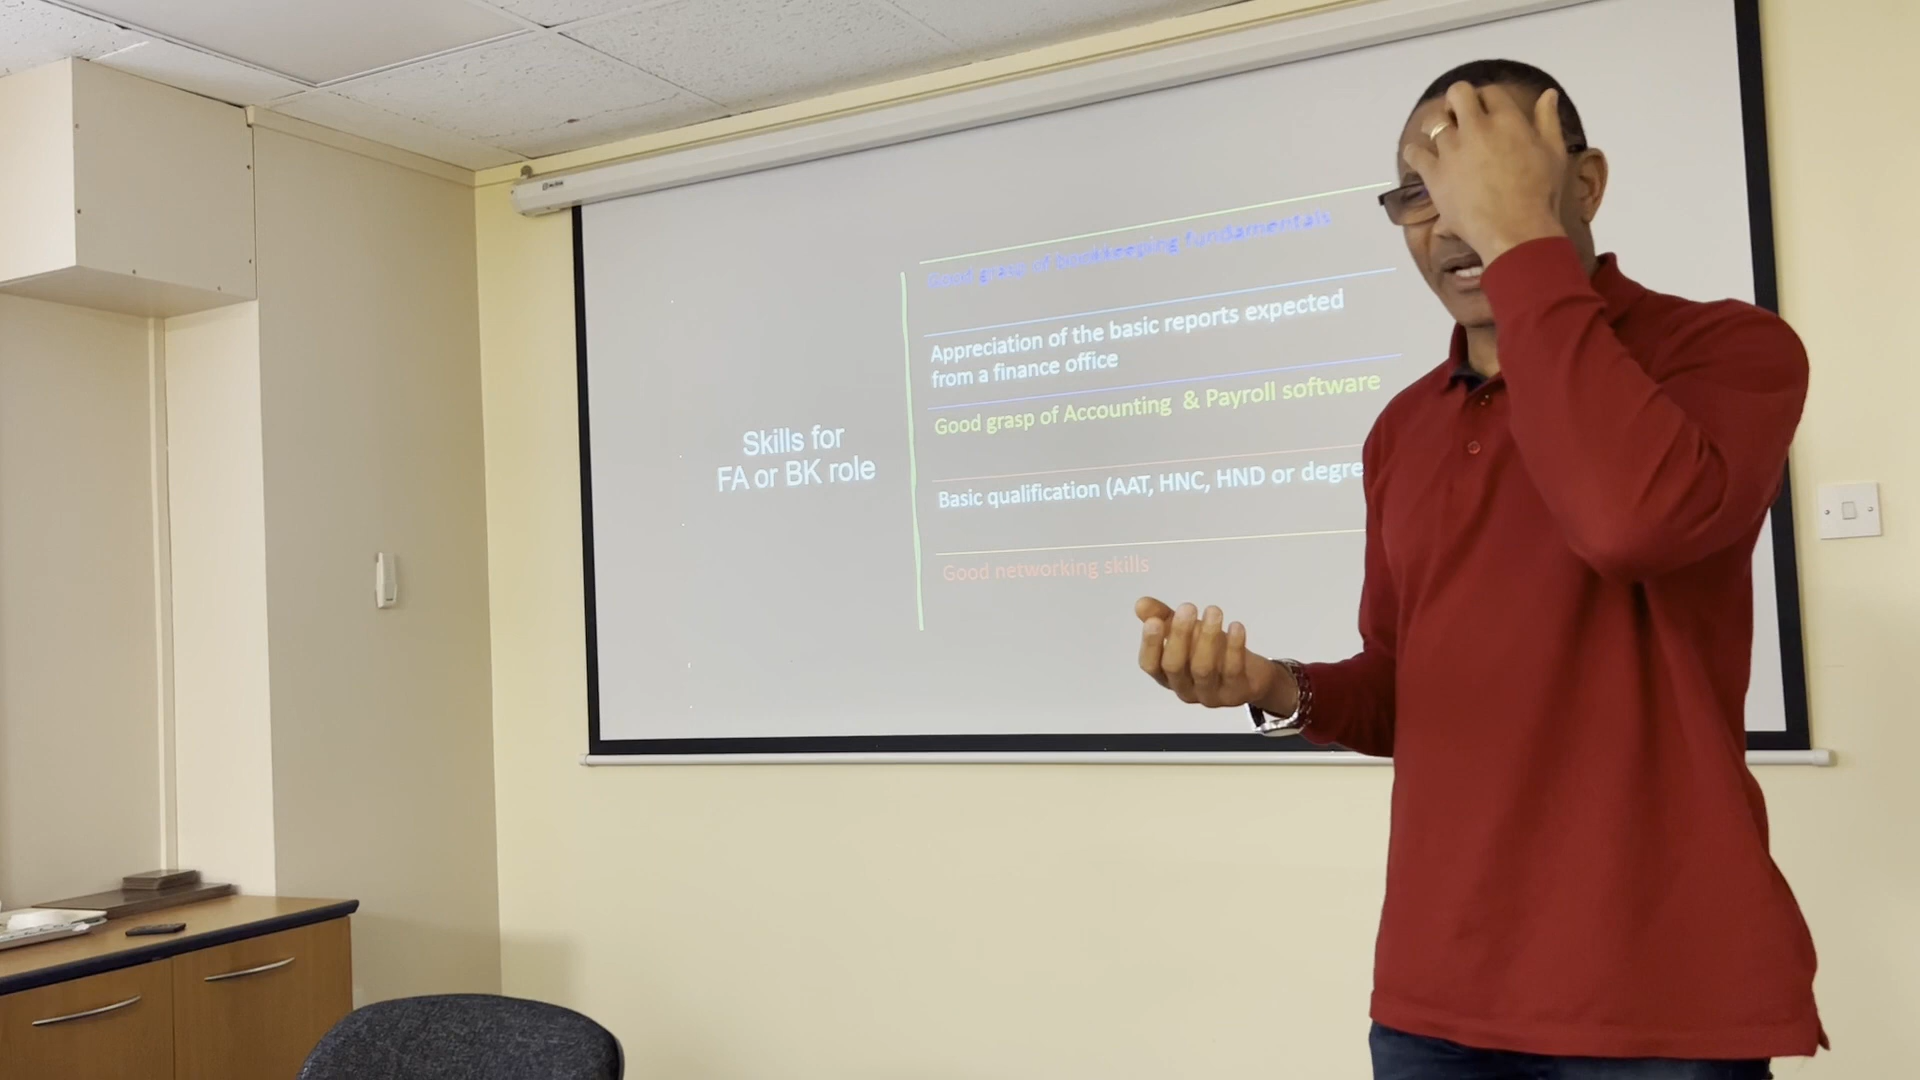 Skills for
FA or BK role
Good grasp of bookkeeping fundamentals
Appreciation of the basic reports expected
from a finance office
Good grasp of Accounting & Payroll software
Basic qualification (AAT, HNC, HND or degre
Good networking skills